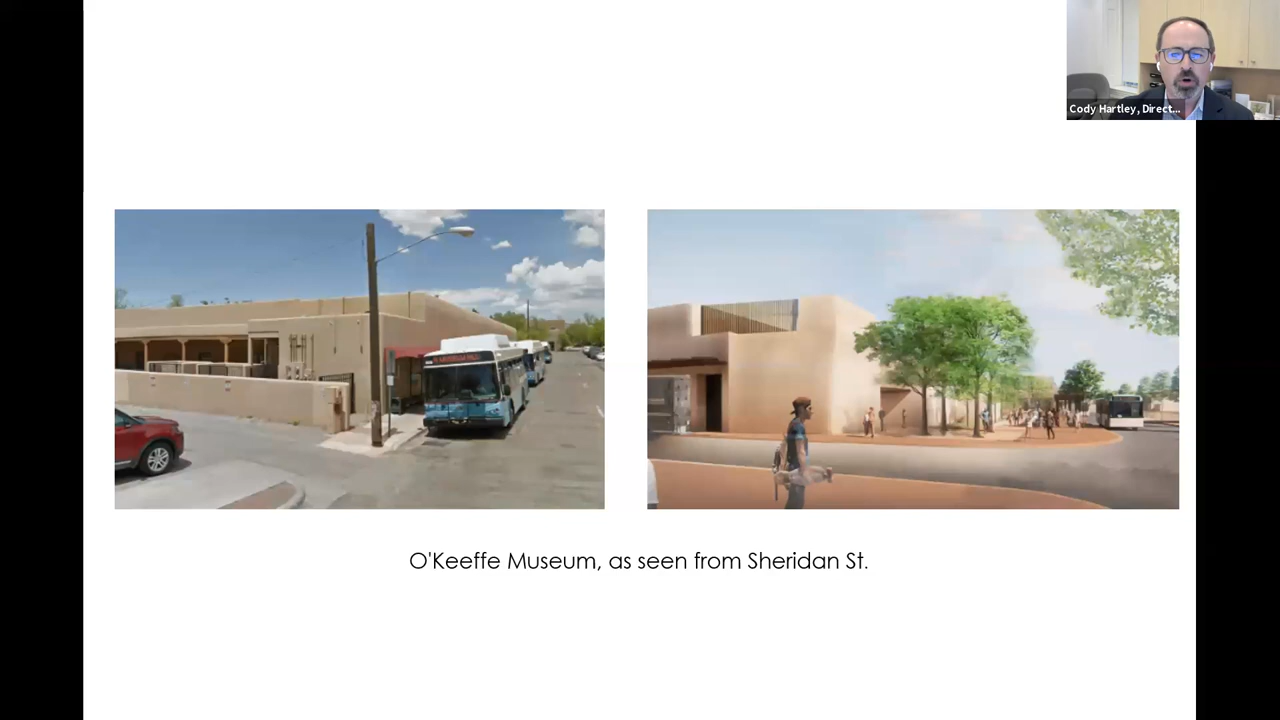 Cody Hartley, Direct...
O'Keeffe Museum, as seen from Sheridan St.